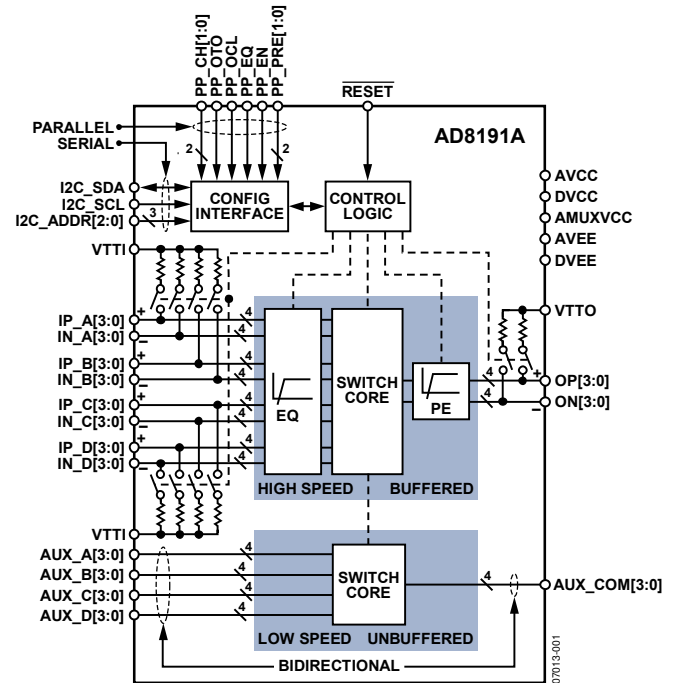 PP_CH[1:0]
PP_OTO
PP_OCL
PP_EQ
PP_EN
PP_PRE[1:0]
RESET
PARALLEL
SERIAL
AD8191A
2
2
I2C_SDA
I2C_SCL
I2C_ADDR[2:0]
3
CONFIG
INTERFACE
CONTROL
LOGIC
AVCC
DVCC
AMUXVCC
AVEE
DVEE
VTTI
VTTO
+
IP_A[3:0]
4
IN_A[3:0]
–
4
+
IP_B[3:0]
4
IN_B[3:0]
–
4
+
IP_C[3:0]
4
IN_C[3:0]
–
4
+
IP_D[3:0]
4
IN_D[3:0]
–
4
EQ
SWITCH
CORE
PE
4
+
OP[3:0]
4
–
ON[3:0]
HIGH SPEED
BUFFERED
VTTI
AUX_A[3:0]
4
AUX_B[3:0]
4
AUX_C[3:0]
4
AUX_D[3:0]
4
SWITCH
CORE
4
AUX_COM[3:0]
LOW SPEED
UNBUFFERED
BIDIRECTIONAL
07013-001